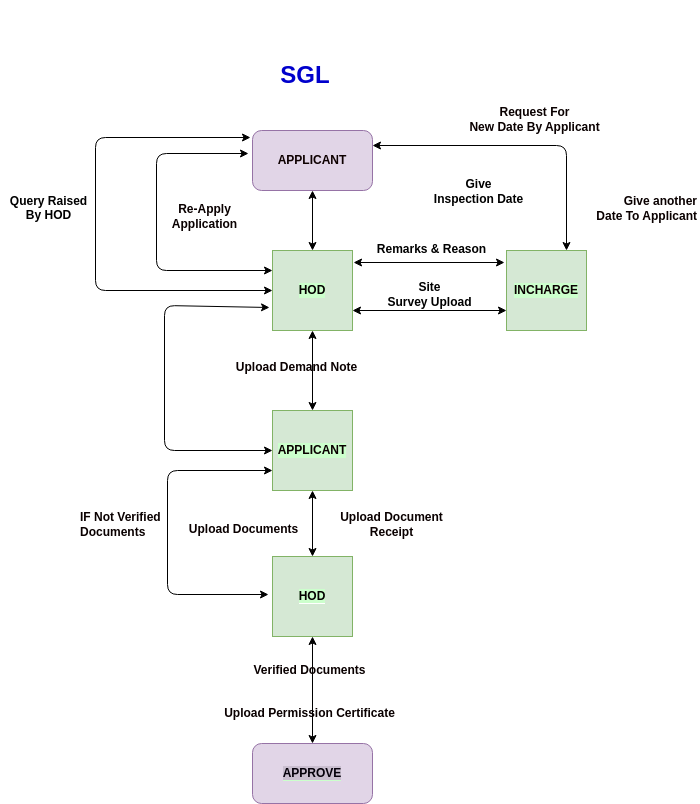 SGL
Request For
New Date By Applicant
APPLICANT
Give
Inspection Date
Query Raised
By HOD
Re-Apply
Application
Give another
Date To Applicant
Remarks & Reason
HOD
Site
Survey Upload
INCHARGE
Upload Demand Note
APPLICANT
IF Not Verified
Documents
Upload Documents
Upload Document
Receipt
HOD
Verified Documents
Upload Permission Certificate
APPROVE